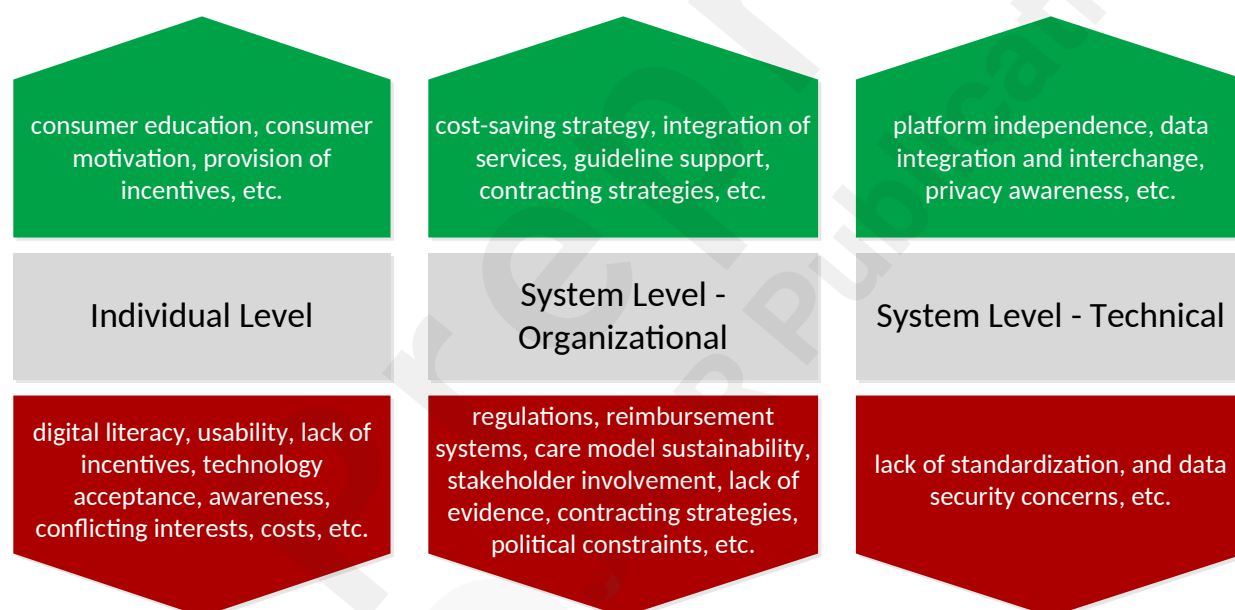 consumer education, consumer
motivation, provision of
incentives, etc.
cost-saving strategy, integration of
services, guideline support,
contracting strategies, etc.
platform independence, data
integration and interchange,
privacy awareness, etc.
Individual Level
System Level -
Organizational
System Level - Technical
digital literacy, usability, lack of
incentives, technology
acceptance, awareness,
conflicting interests, costs, etc.
regulations, reimbursement
systems, care model sustainability,
stakeholder involvement, lack of
evidence, contracting strategies,
political constraints, etc.
lack of standardization, and data
security concerns, etc.